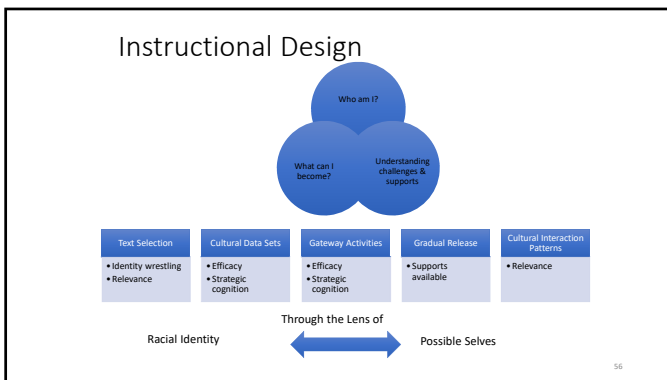 Instructional Design
Who am I?
What can I
become?
Understanding
challenges &
supports
Text Selection
• Identity wrestling
• Relevance
Cultural Data Sets
• Efficacy
• Strategic
cognition
Gateway Activities
• Efficacy
• Strategic
cognition
Gradual Release
• Supports
available
Cultural Interaction
Patterns
• Relevance
Through the Lens of
Racial Identity
Possible Selves
56